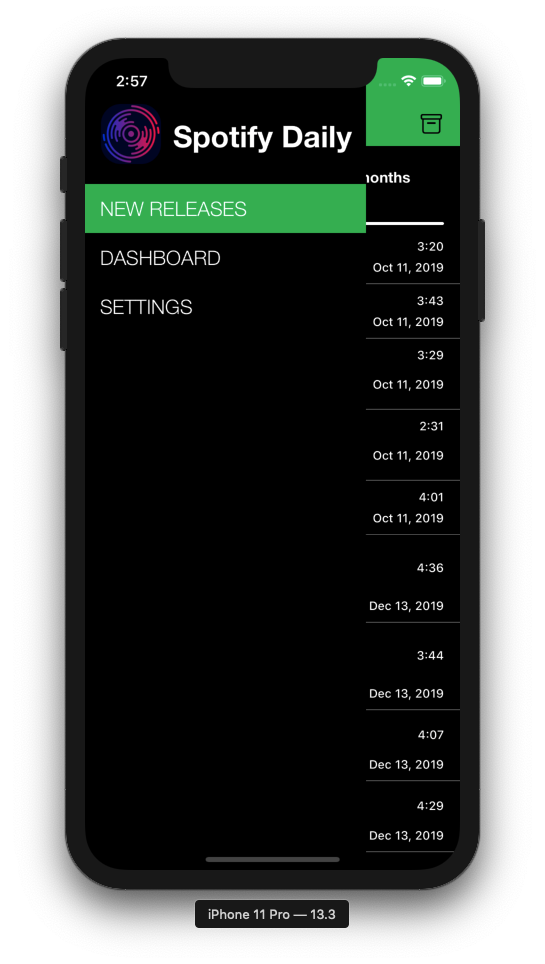 2:57
Spotify Daily
NEW RELEASES
DASHBOARD
SETTINGS
3:20
Oct 11, 2019
3:43
Oct 11, 2019
3:29
Oct 11, 2019
2:31
Oct 11, 2019
4:01
Oct 11, 2019
4:36
Dec 13, 2019
3:44
Dec 13, 2019
4:07
Dec 13, 2019
4:29
Dec 13, 2019
iPhone 11 Pro — 13.3